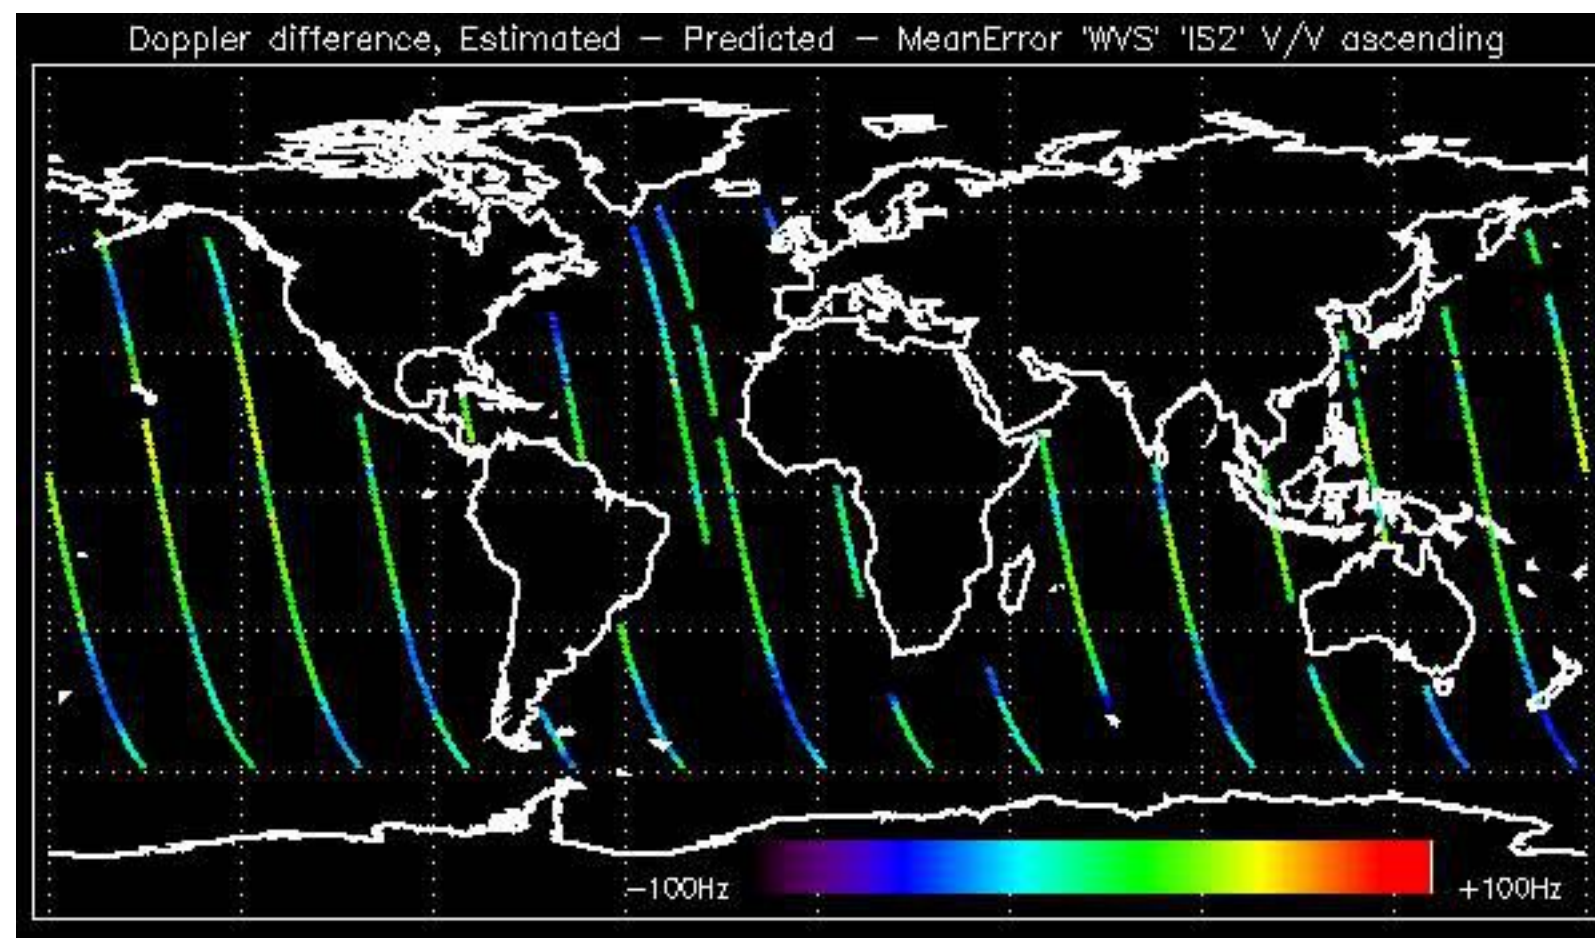 Doppler difference, Estimated – Predicted – MeanError 'WVS' 'IS2' V/V ascending
–100Hz +100Hz